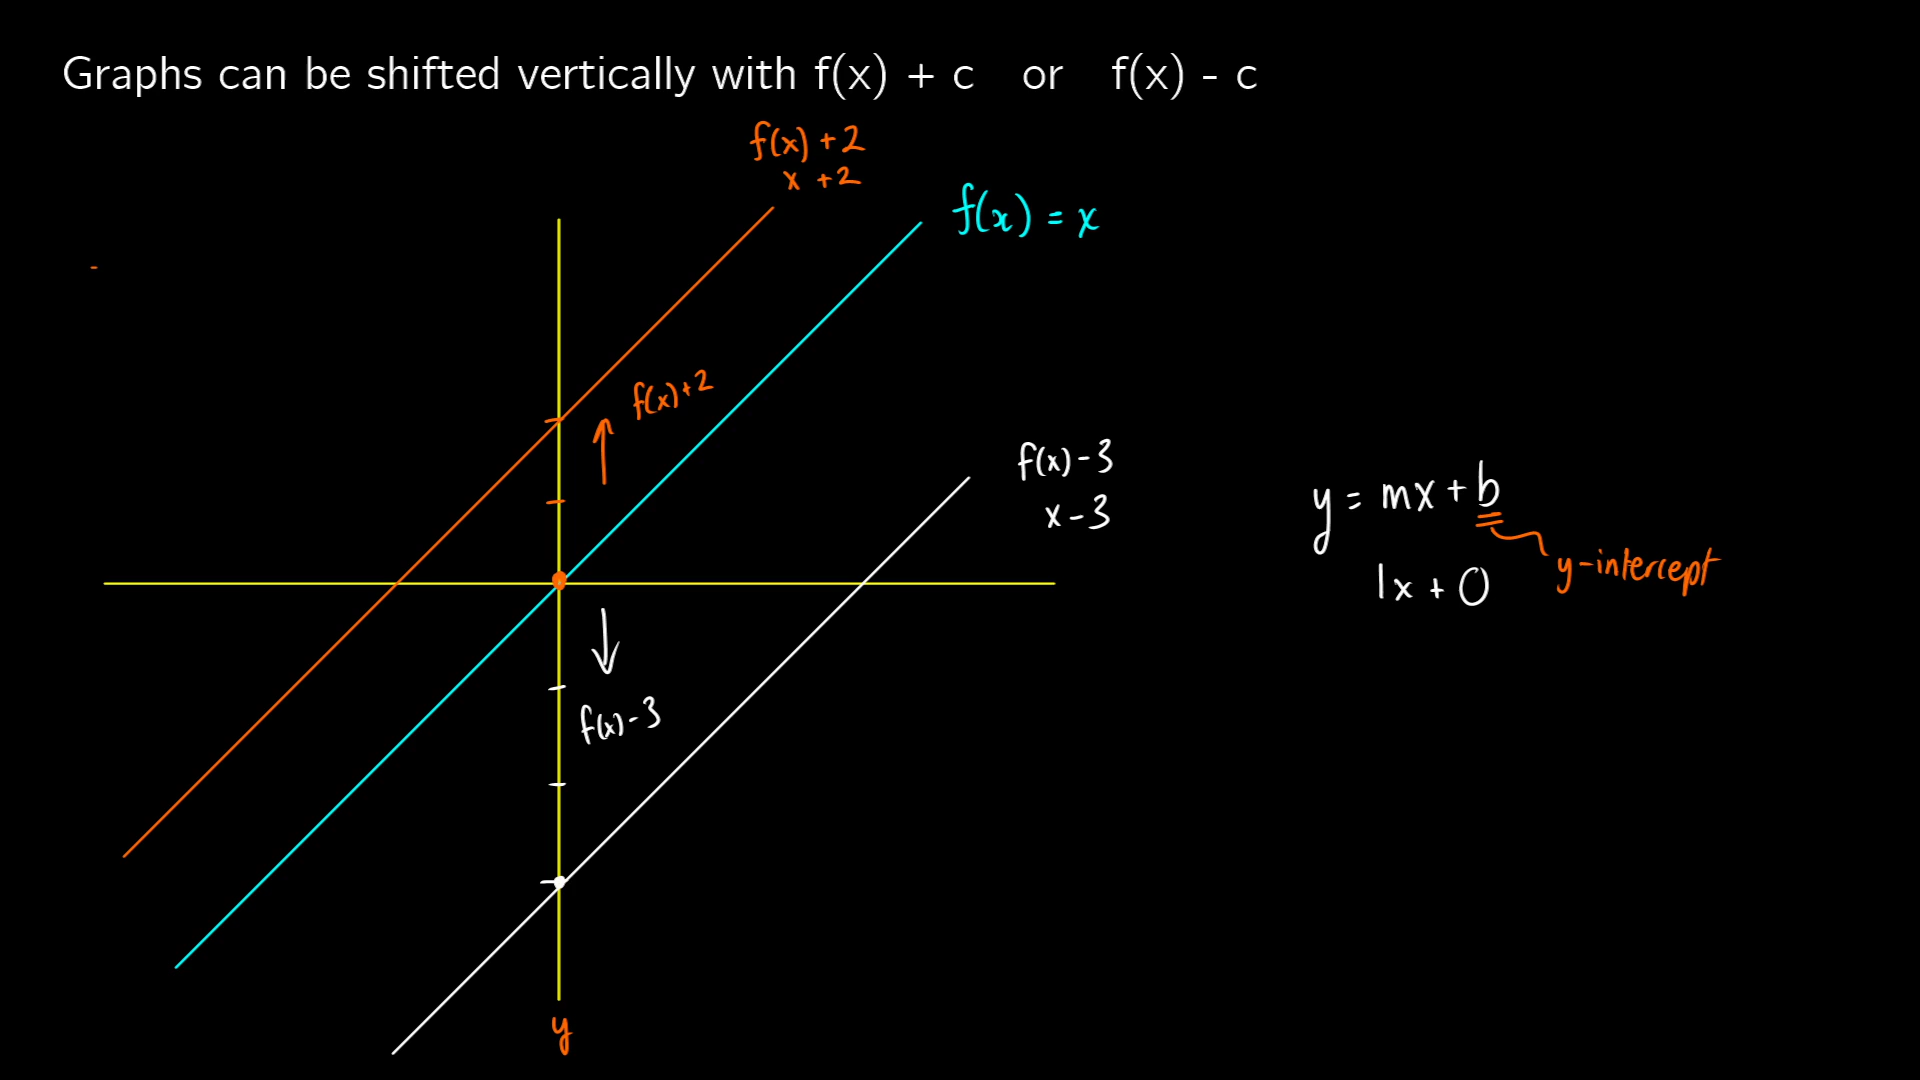 Graphs can be shifted vertically with f(x) + c or f(x) - c
f(x) + 2
x + 2
f(x) = x
f(x) + 2
f(x) - 3
x - 3
y = mx + b
y-intercept
1x + 0
f(x) - 3
y